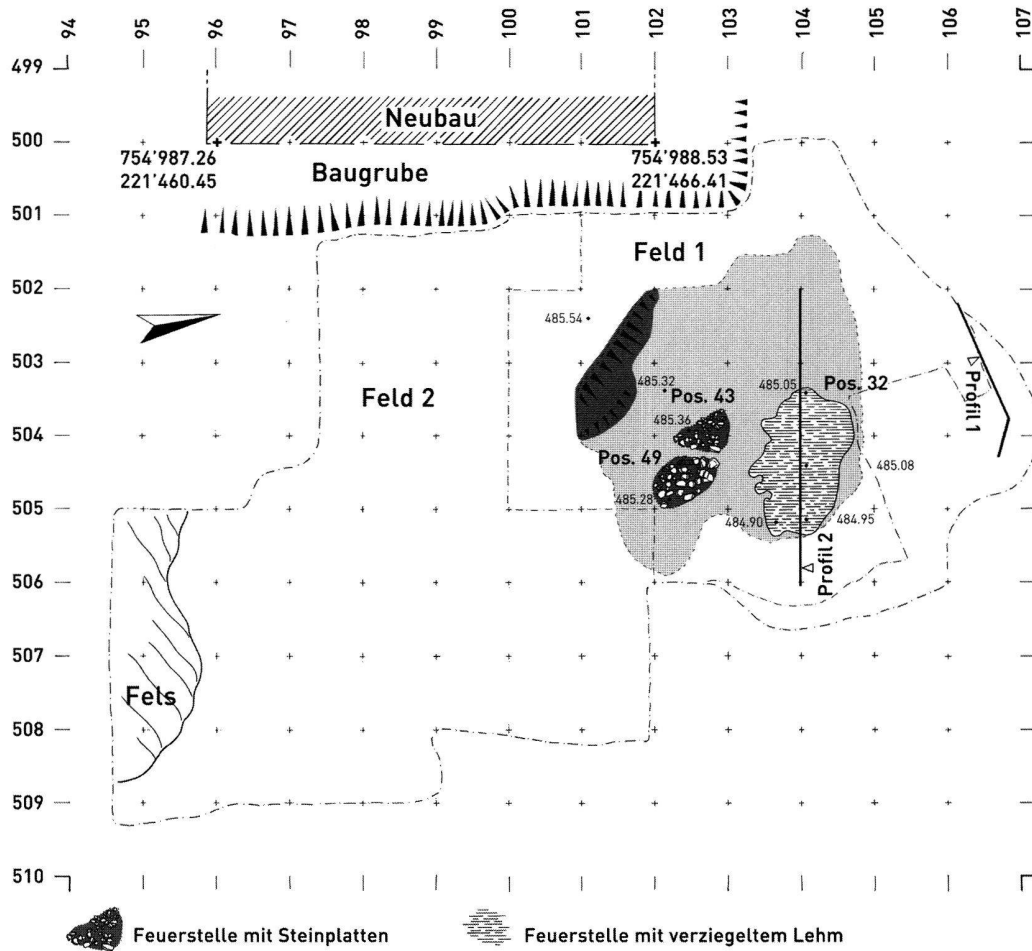 94 95 96 97 98 99 100 101 102 103 104 105 106 107
499
Neubau
500
754'987.26 754'988.53
221'460.45 221'466.41
Baugrube
501
Feld 1
502
485.54
503
Profil 1
485.32 485.05 Pos. 32
Feld 2 Pos. 43
485.36
504
Pos. 49
485.08
485.28
505
484.90 484.95
Profil 2
506
507
Fels
508
509
510
Feuerstelle mit Steinplatten Feuerstelle mit verziegeltem Lehm